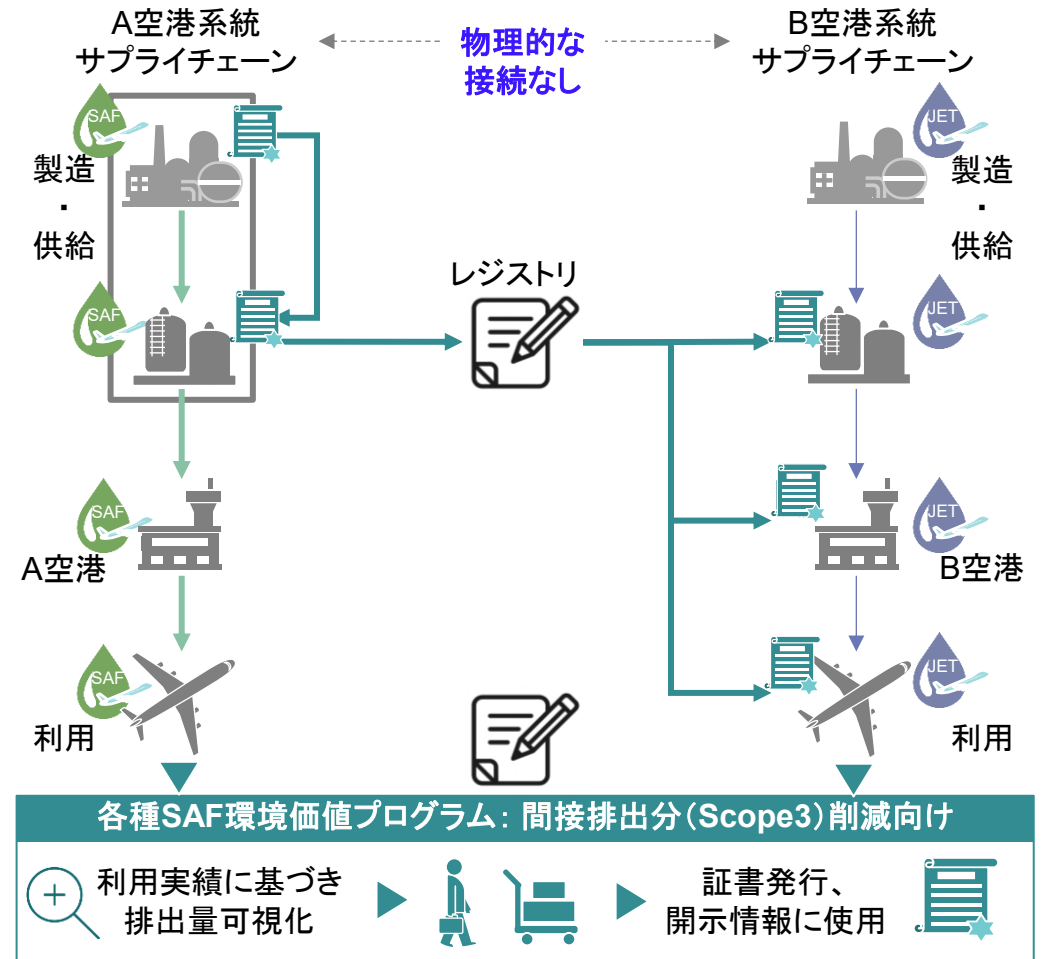 A空港系統
サプライチェーン
物理的な
接続なし
B空港系統
サプライチェーン
SAF
JET
製造
・
供給
製造
・
供給
レジストリ
SAF
JET
SAF
JET
A空港
B空港
SAF
JET
利用
利用
各種SAF環境価値プログラム：間接排出分（Scope3）削減向け
利用実績に基づき
排出量可視化
証書発行、
開示情報に使用